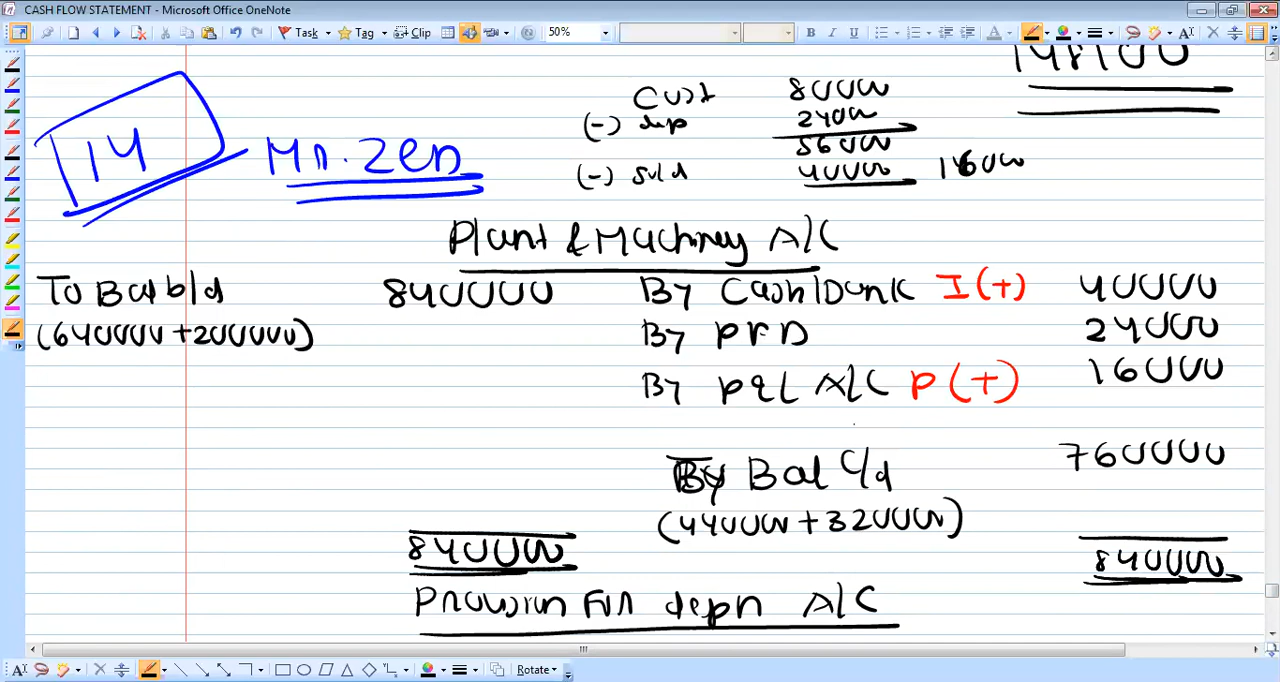 CASH FLOW STATEMENT - Microsoft Office OneNote
Task Tag Clip 50% B I U A
148100
Cost 80000
(-) dep 24000
56000
(-) sold 40000 16000
14 Mr. Zen
Plant & Machinery A/C
To Bal b/d 840000 By Cash/Bank I (+) 40000
(640000 + 200000) By PFD 24000
By P&L A/C P (+) 16000
By Bal C/d 760000
(440000 + 320000)
840000 840000
Provision For depn A/C
Rotate